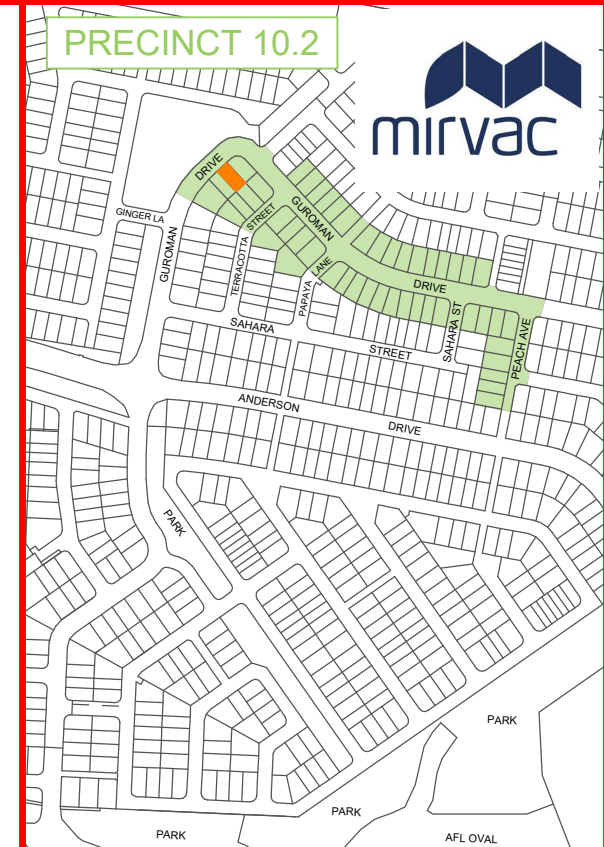 PRECINCT 10.2
mirvac
DRIVE
GINGER LA
GUROMAN
STREET
GUROMAN
TERRACOTTA
PAPAYA
LANE
DRIVE
SAHARA
STREET
SAHARA ST
PEACH AVE
ANDERSON
DRIVE
PARK
PARK
PARK
PARK
AFL OVAL